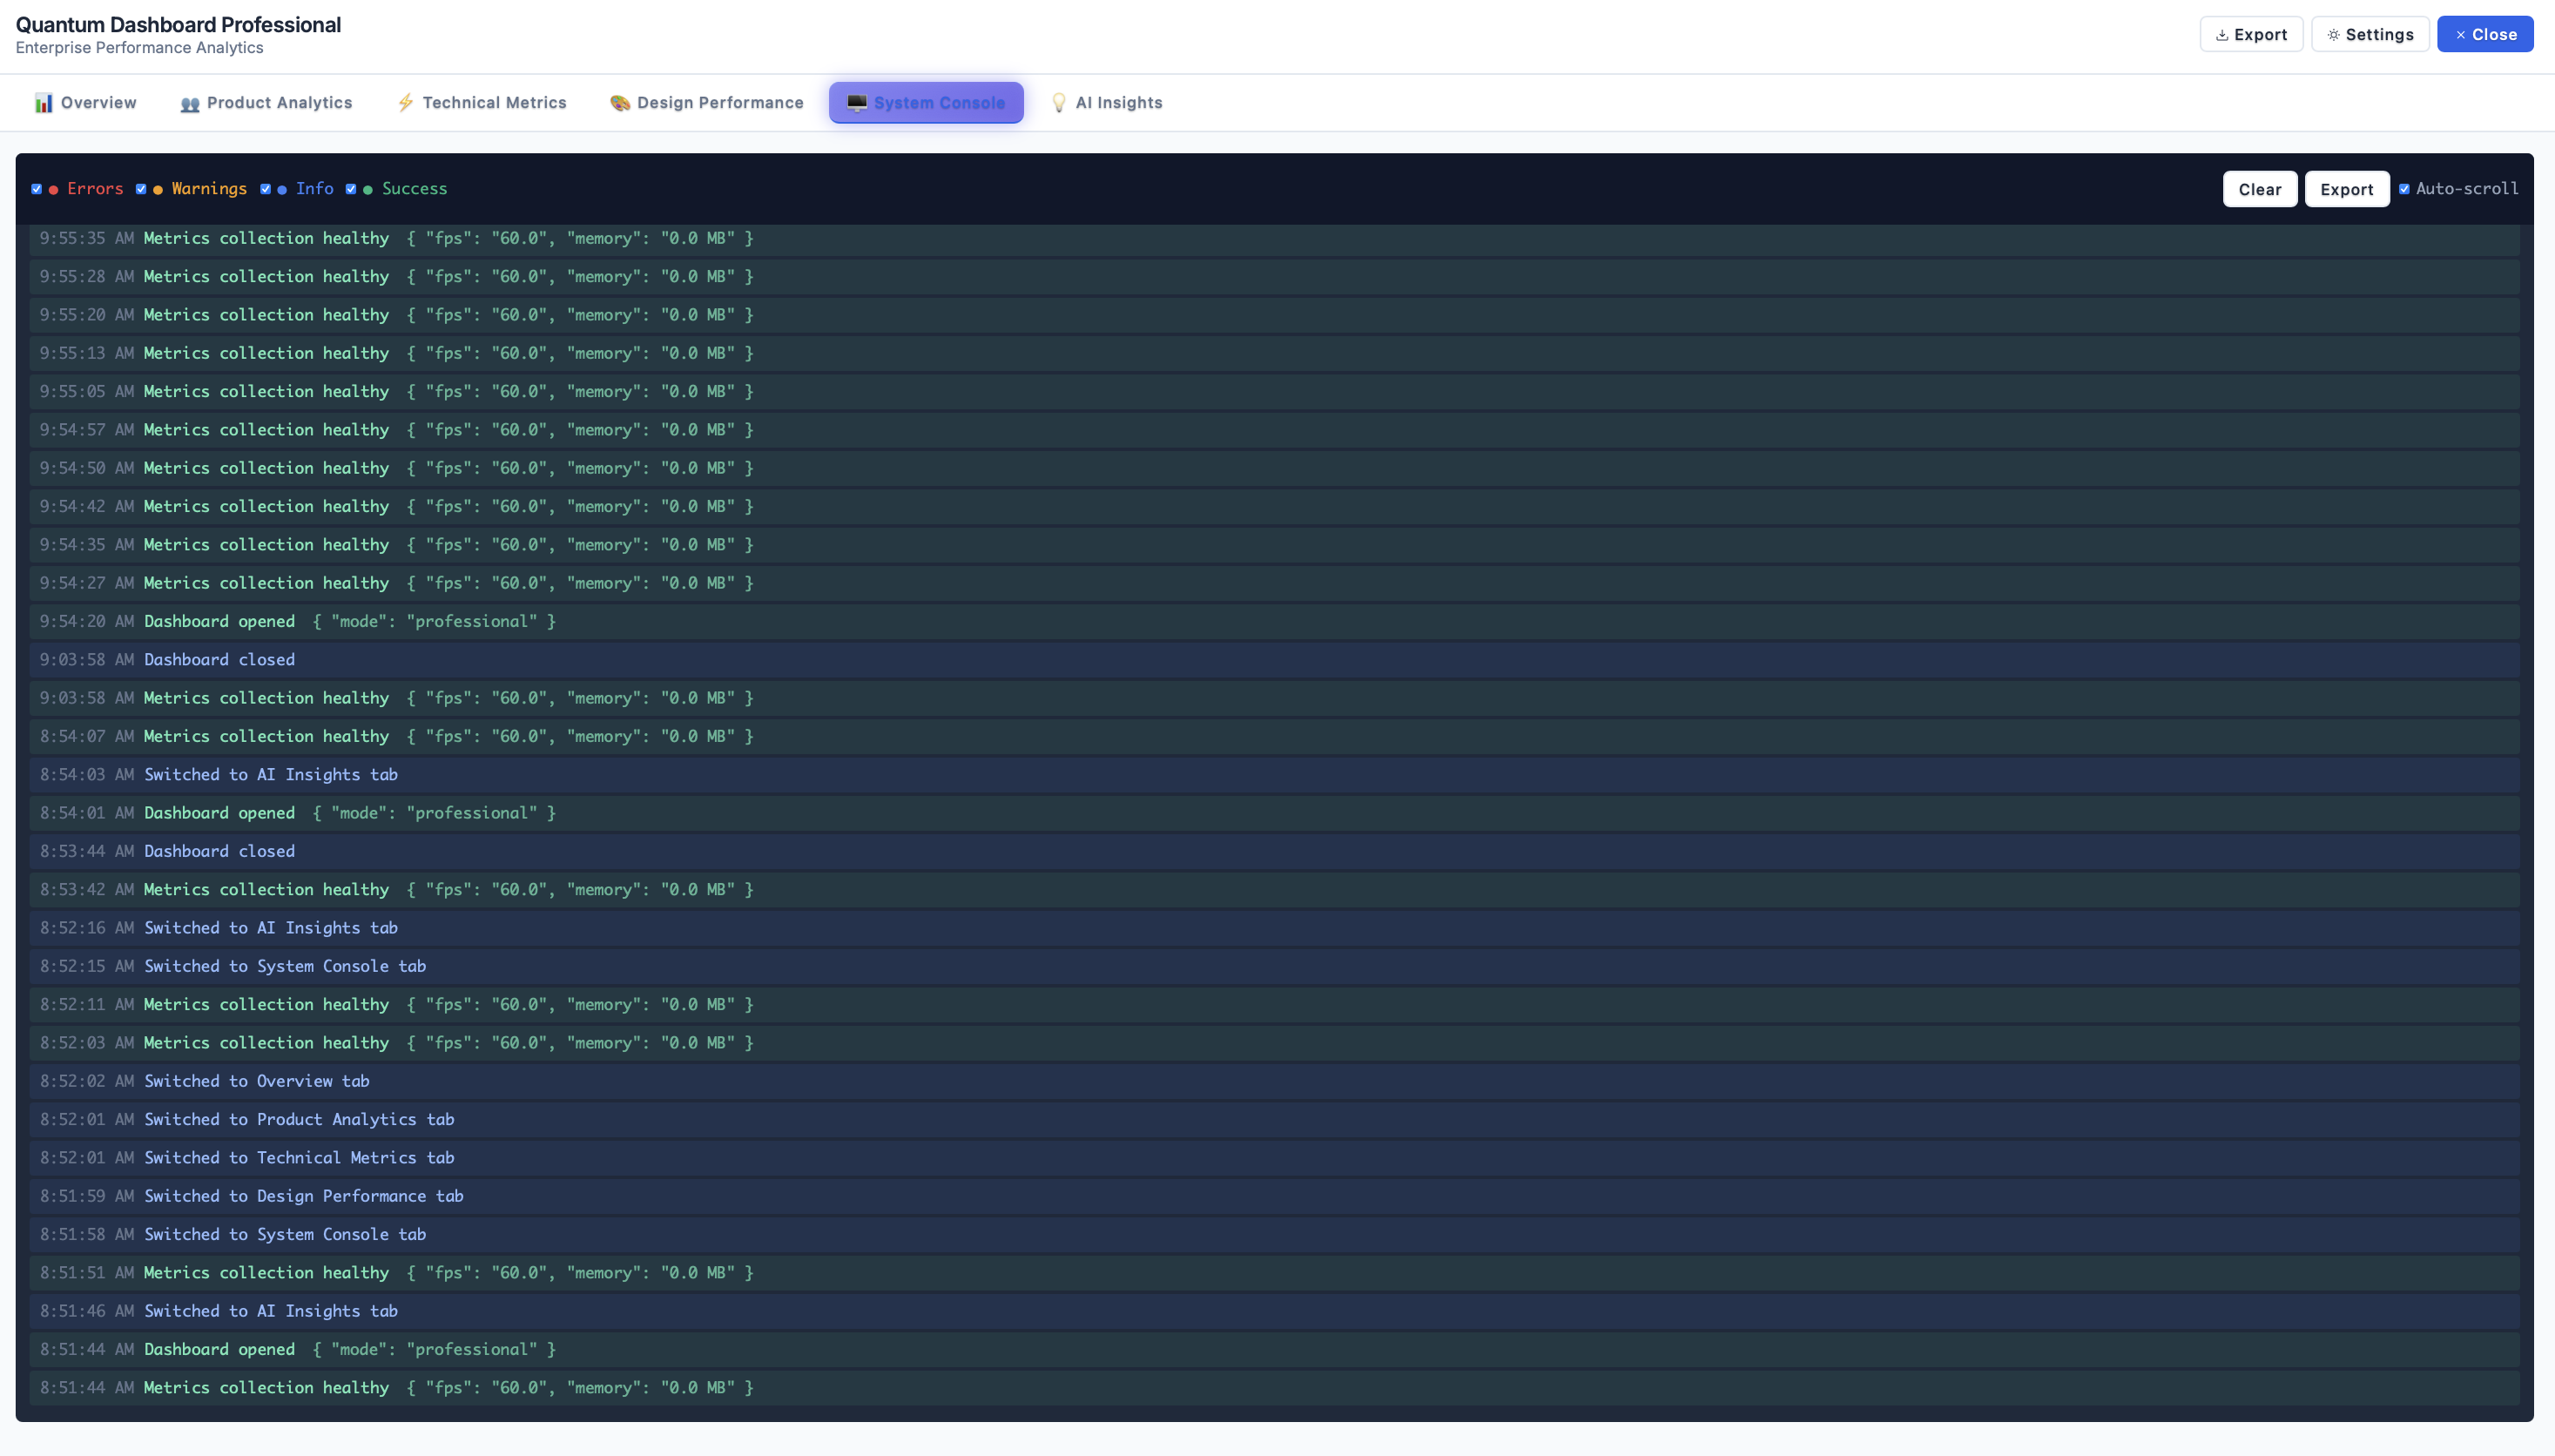 Quantum Dashboard Professional
Enterprise Performance Analytics
Export Settings × Close
Overview Product Analytics Technical Metrics Design Performance System Console AI Insights
Errors Warnings Info Success Clear Export Auto-scroll
9:55:35 AM Metrics collection healthy { "fps": "60.0", "memory": "0.0 MB" }
9:55:28 AM Metrics collection healthy { "fps": "60.0", "memory": "0.0 MB" }
9:55:20 AM Metrics collection healthy { "fps": "60.0", "memory": "0.0 MB" }
9:55:13 AM Metrics collection healthy { "fps": "60.0", "memory": "0.0 MB" }
9:55:05 AM Metrics collection healthy { "fps": "60.0", "memory": "0.0 MB" }
9:54:57 AM Metrics collection healthy { "fps": "60.0", "memory": "0.0 MB" }
9:54:50 AM Metrics collection healthy { "fps": "60.0", "memory": "0.0 MB" }
9:54:42 AM Metrics collection healthy { "fps": "60.0", "memory": "0.0 MB" }
9:54:35 AM Metrics collection healthy { "fps": "60.0", "memory": "0.0 MB" }
9:54:27 AM Metrics collection healthy { "fps": "60.0", "memory": "0.0 MB" }
9:54:20 AM Dashboard opened { "mode": "professional" }
9:03:58 AM Dashboard closed
9:03:58 AM Metrics collection healthy { "fps": "60.0", "memory": "0.0 MB" }
8:54:07 AM Metrics collection healthy { "fps": "60.0", "memory": "0.0 MB" }
8:54:03 AM Switched to AI Insights tab
8:54:01 AM Dashboard opened { "mode": "professional" }
8:53:44 AM Dashboard closed
8:53:42 AM Metrics collection healthy { "fps": "60.0", "memory": "0.0 MB" }
8:52:16 AM Switched to AI Insights tab
8:52:15 AM Switched to System Console tab
8:52:11 AM Metrics collection healthy { "fps": "60.0", "memory": "0.0 MB" }
8:52:03 AM Metrics collection healthy { "fps": "60.0", "memory": "0.0 MB" }
8:52:02 AM Switched to Overview tab
8:52:01 AM Switched to Product Analytics tab
8:52:01 AM Switched to Technical Metrics tab
8:51:59 AM Switched to Design Performance tab
8:51:58 AM Switched to System Console tab
8:51:51 AM Metrics collection healthy { "fps": "60.0", "memory": "0.0 MB" }
8:51:46 AM Switched to AI Insights tab
8:51:44 AM Dashboard opened { "mode": "professional" }
8:51:44 AM Metrics collection healthy { "fps": "60.0", "memory": "0.0 MB" }